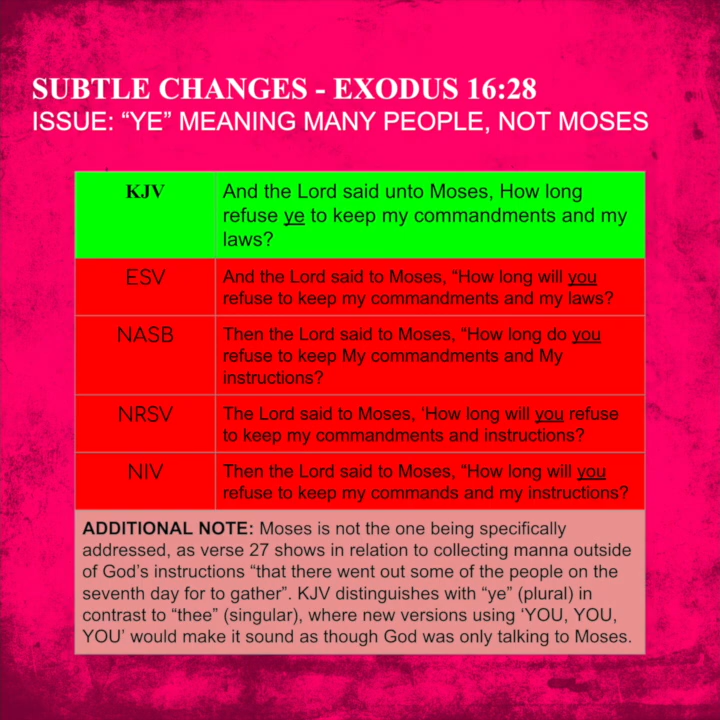 SUBTLE CHANGES - EXODUS 16:28
ISSUE: “YE” MEANING MANY PEOPLE, NOT MOSES
KJV
And the Lord said unto Moses, How long
refuse ye to keep my commandments and my
laws?
ESV
And the Lord said to Moses, “How long will you
refuse to keep my commandments and my laws?
NASB
Then the Lord said to Moses, “How long do you
refuse to keep My commandments and My
instructions?
NRSV
The Lord said to Moses, ‘How long will you refuse
to keep my commandments and instructions?
NIV
Then the Lord said to Moses, “How long will you
refuse to keep my commands and my instructions?
ADDITIONAL NOTE: Moses is not the one being specifically
addressed, as verse 27 shows in relation to collecting manna outside
of God’s instructions “that there went out some of the people on the
seventh day for to gather”. KJV distinguishes with “ye” (plural) in
contrast to “thee” (singular), where new versions using ‘YOU, YOU,
YOU’ would make it sound as though God was only talking to Moses.